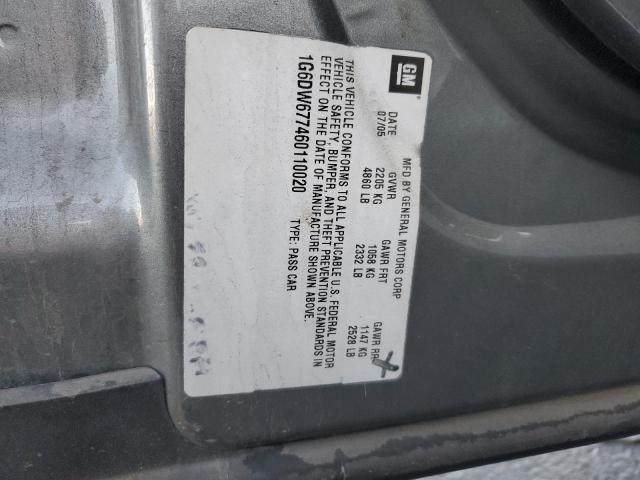 GM
MFD BY GENERAL MOTORS CORP
DATE GVWR GAWR FRT GAWR RR
07/05 2205 KG 1058 KG 1147 KG
4860 LB 2332 LB 2528 LB
THIS VEHICLE CONFORMS TO ALL APPLICABLE U.S. FEDERAL MOTOR
VEHICLE SAFETY, BUMPER, AND THEFT PREVENTION STANDARDS IN
EFFECT ON THE DATE OF MANUFACTURE SHOWN ABOVE.
1G6DW677460110020 TYPE: PASS CAR